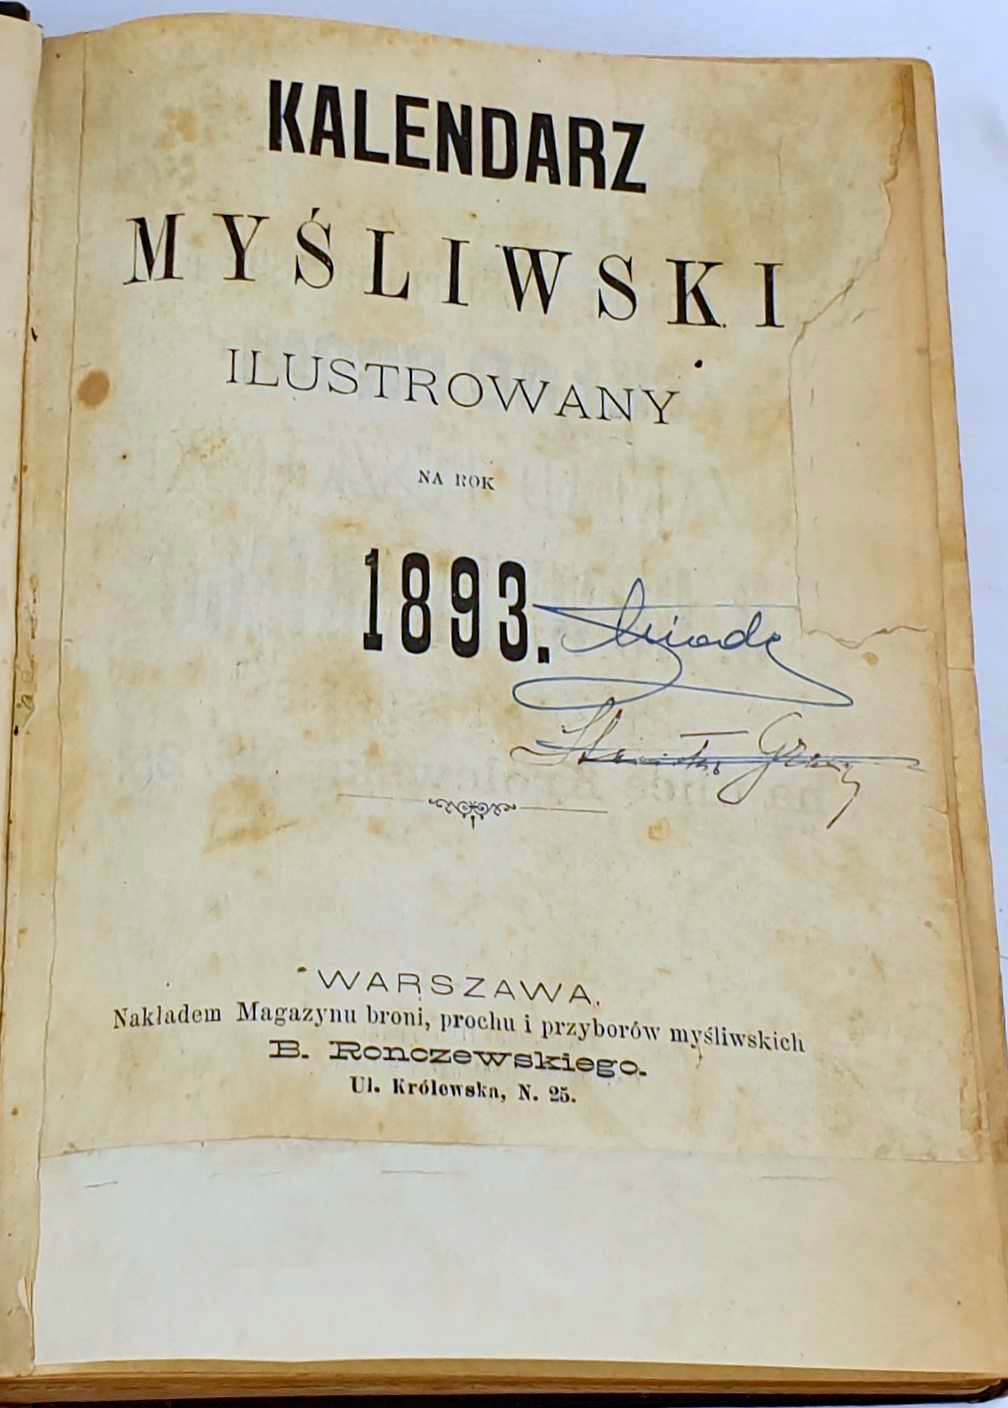 KALENDARZ
MYŚLIWSKI
ILUSTROWANY
NA ROK
1893.
WARSZAWA.
Nakładem Magazynu broni, prochu i przyborów myśliwskich
B. Ronczewskiego.
Ul. Królewska, N. 25.